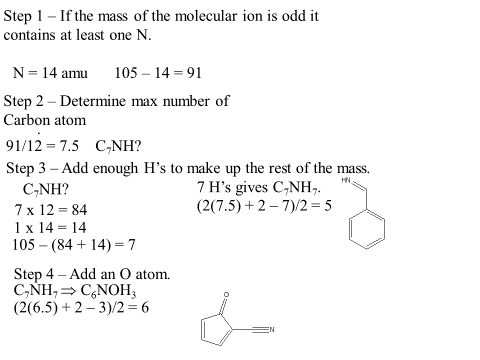 Step 1 – If the mass of the molecular ion is odd it
contains at least one N.
N = 14 amu 105 – 14 = 91
Step 2 – Determine max number of
Carbon atom
91/12 = 7.5 C₇NH?
Step 3 – Add enough H's to make up the rest of the mass.
C₇NH?
7 x 12 = 84
1 x 14 = 14
105 – (84 + 14) = 7
7 H's gives C₇NH₇.
(2(7.5) + 2 – 7)/2 = 5
HN
Step 4 – Add an O atom.
C₇NH₇ ⇒ C₆NOH₃
(2(6.5) + 2 – 3)/2 = 6
O
N